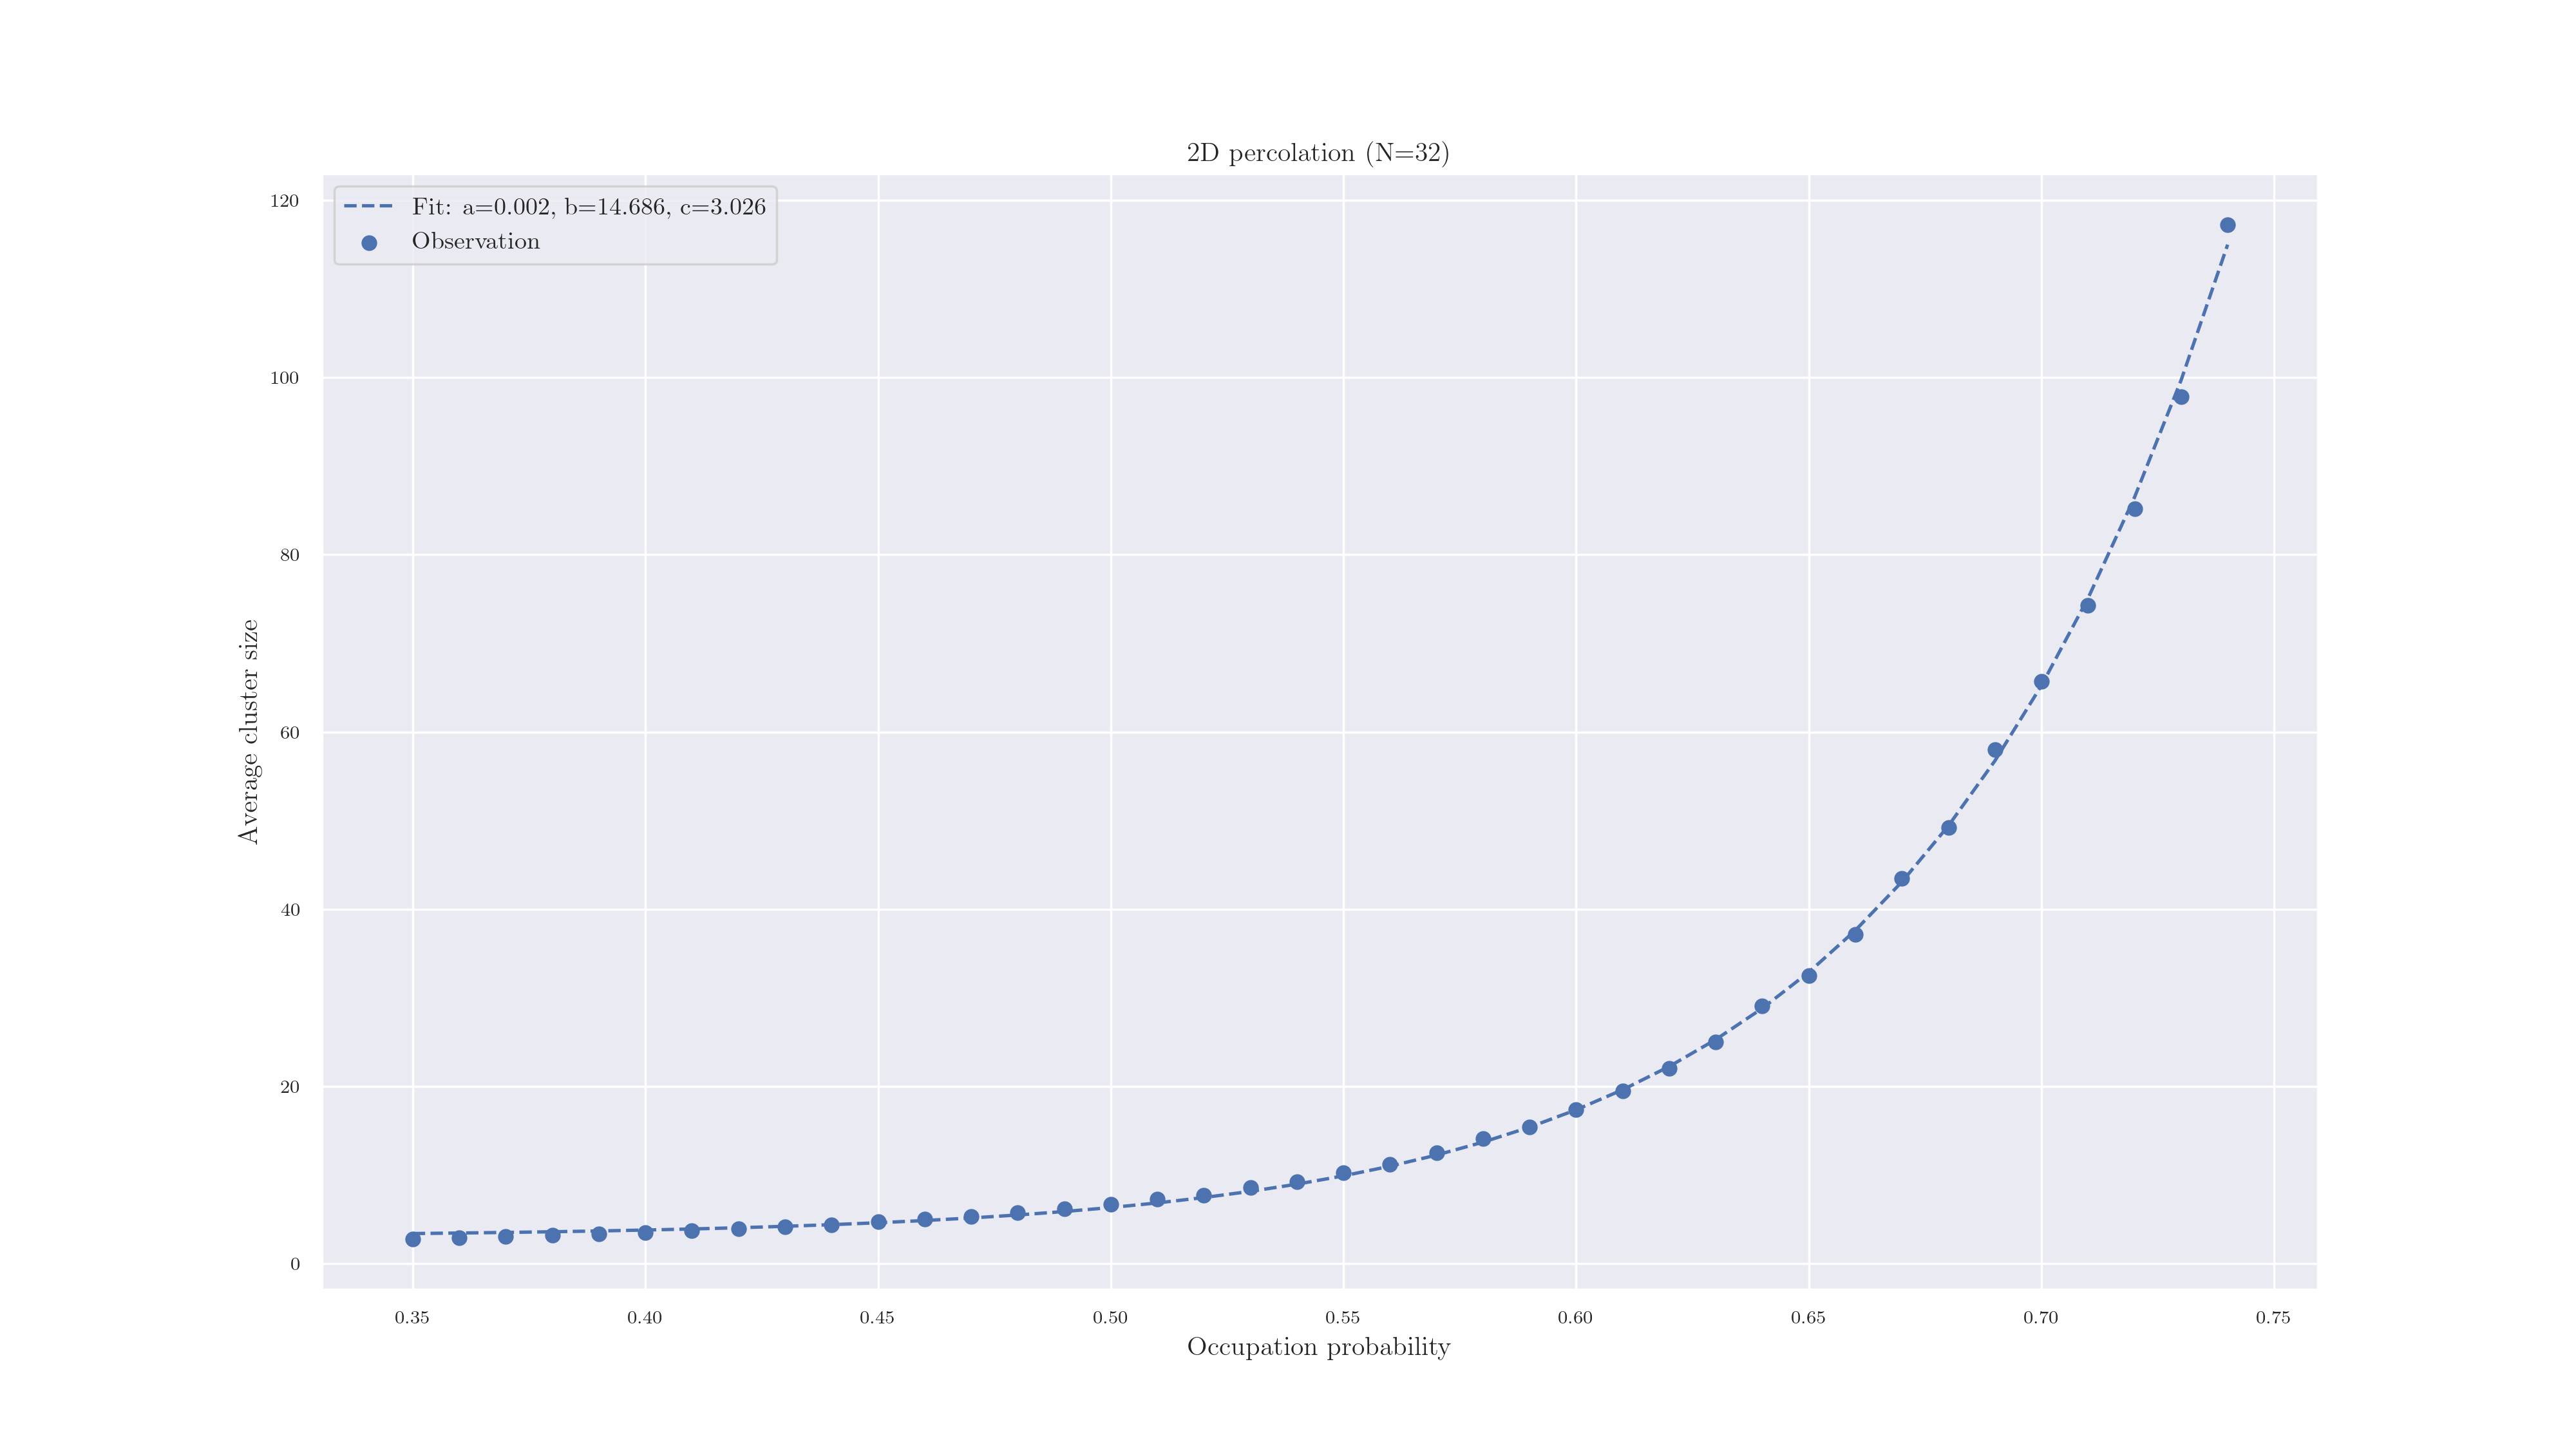 2D percolation (N=32)
Fit: a=0.002, b=14.686, c=3.026
Observation
120
100
80
60
40
20
0
Average cluster size
0.35 0.40 0.45 0.50 0.55 0.60 0.65 0.70 0.75
Occupation probability